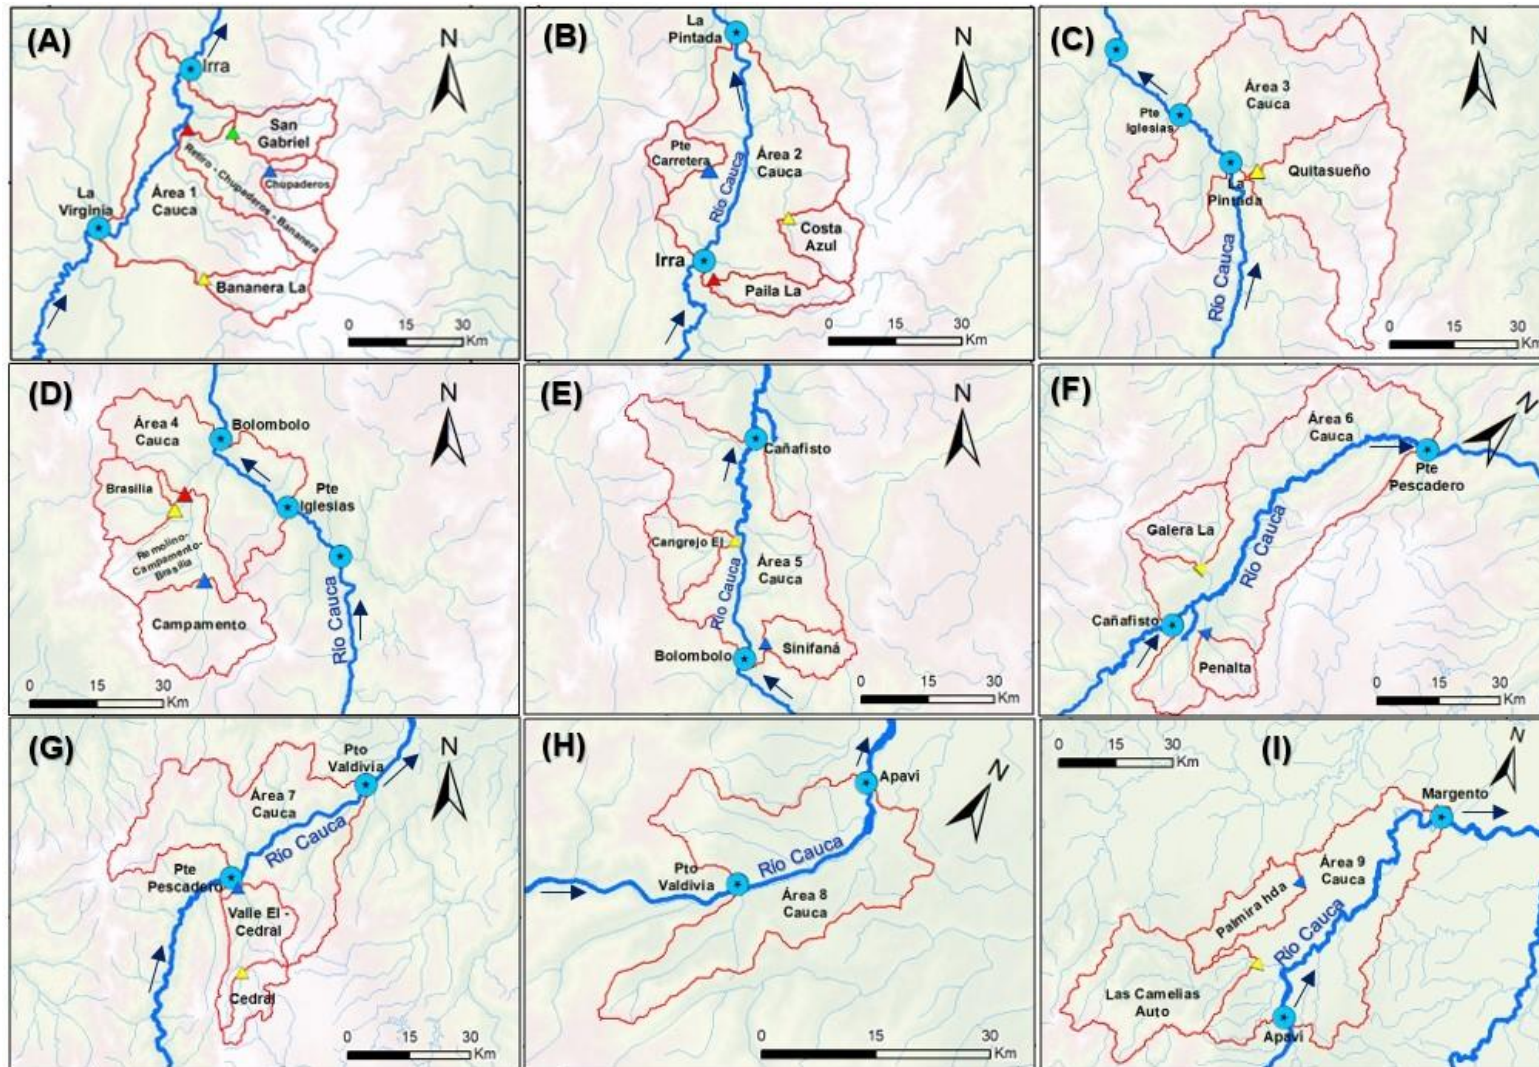 (A)
N
Irra
San
Gabriel
Retiro - Chupaderos - Bananera
Chupaderos
La
Virginia
Área 1
Cauca
Bananera La
0 15 30
Km
(B)
La
Pintada
N
Pte
Carretera
Área 2
Cauca
Río Cauca
Costa
Azul
Irra
Paila La
0 15 30
Km
(C)
N
Área 3
Cauca
Pte
Iglesias
Quitasueño
La
Pintada
Río Cauca
0 15 30
Km
(D)
N
Área 4
Cauca
Bolombolo
Brasilia
Pte
Iglesias
Remolino-
Campamento-
Brasilia
Campamento
Río Cauca
0 15 30
Km
(E)
N
Cañafisto
Cangrejo El
Área 5
Cauca
Río Cauca
Bolombolo
Sinifaná
0 15 30
Km
(F)
N
Área 6
Cauca
Pte
Pescadero
Galera La
Río Cauca
Cañafisto
Penalta
0 15 30
Km
(G)
Pto
Valdivia
N
Área 7
Cauca
Río Cauca
Pte
Pescadero
Valle El -
Cedral
Cedral
0 15 30
Km
(H)
N
Apavi
Pto
Valdivia
Río Cauca
Área 8
Cauca
0 15 30
Km
0 15 30
Km
(I)
N
Margento
Área 9
Cauca
Palmira hda
Río Cauca
Las Camelias
Auto
Apavi